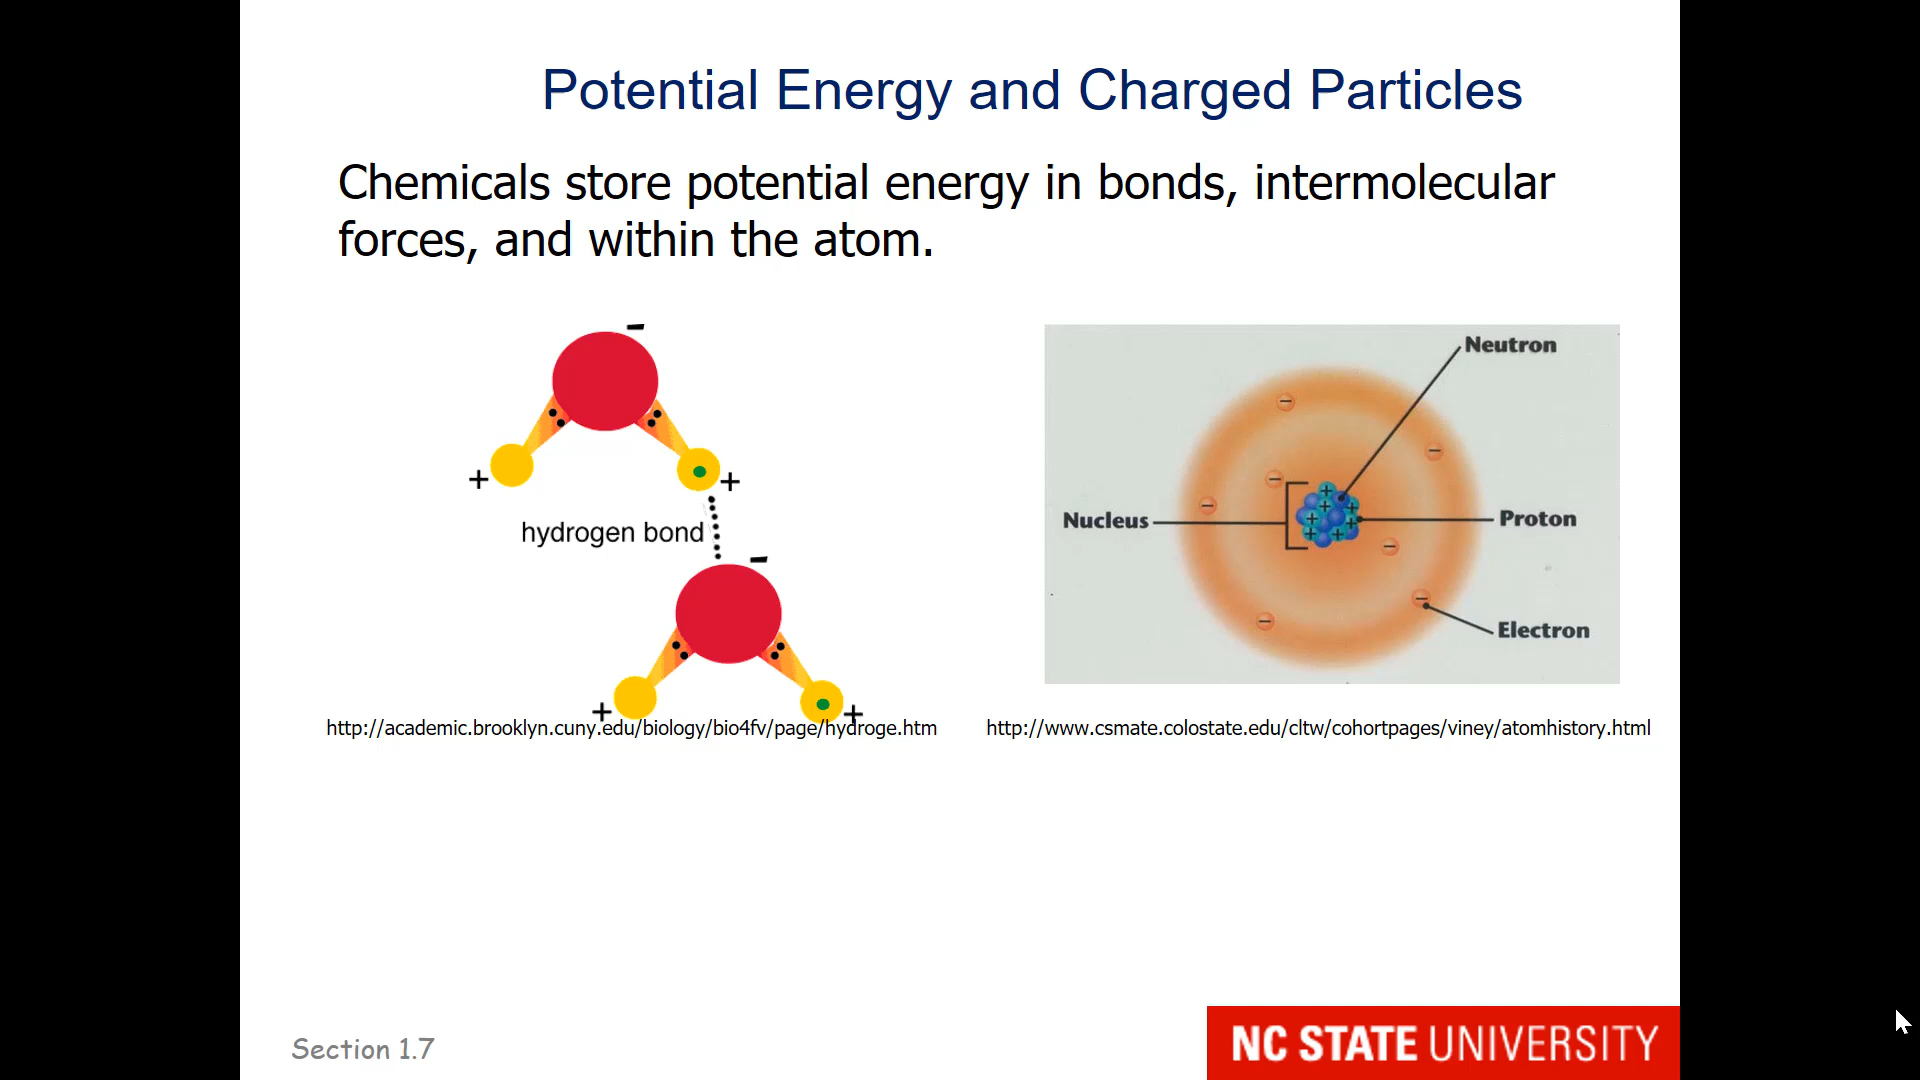 Potential Energy and Charged Particles
Chemicals store potential energy in bonds, intermolecular
forces, and within the atom.
-
+
+
hydrogen bond
-
+
+
http://academic.brooklyn.cuny.edu/biology/bio4fv/page/hydroge.htm
Neutron
Nucleus
Proton
Electron
http://www.csmate.colostate.edu/cltw/cohortpages/viney/atomhistory.html
Section 1.7
NC STATE UNIVERSITY